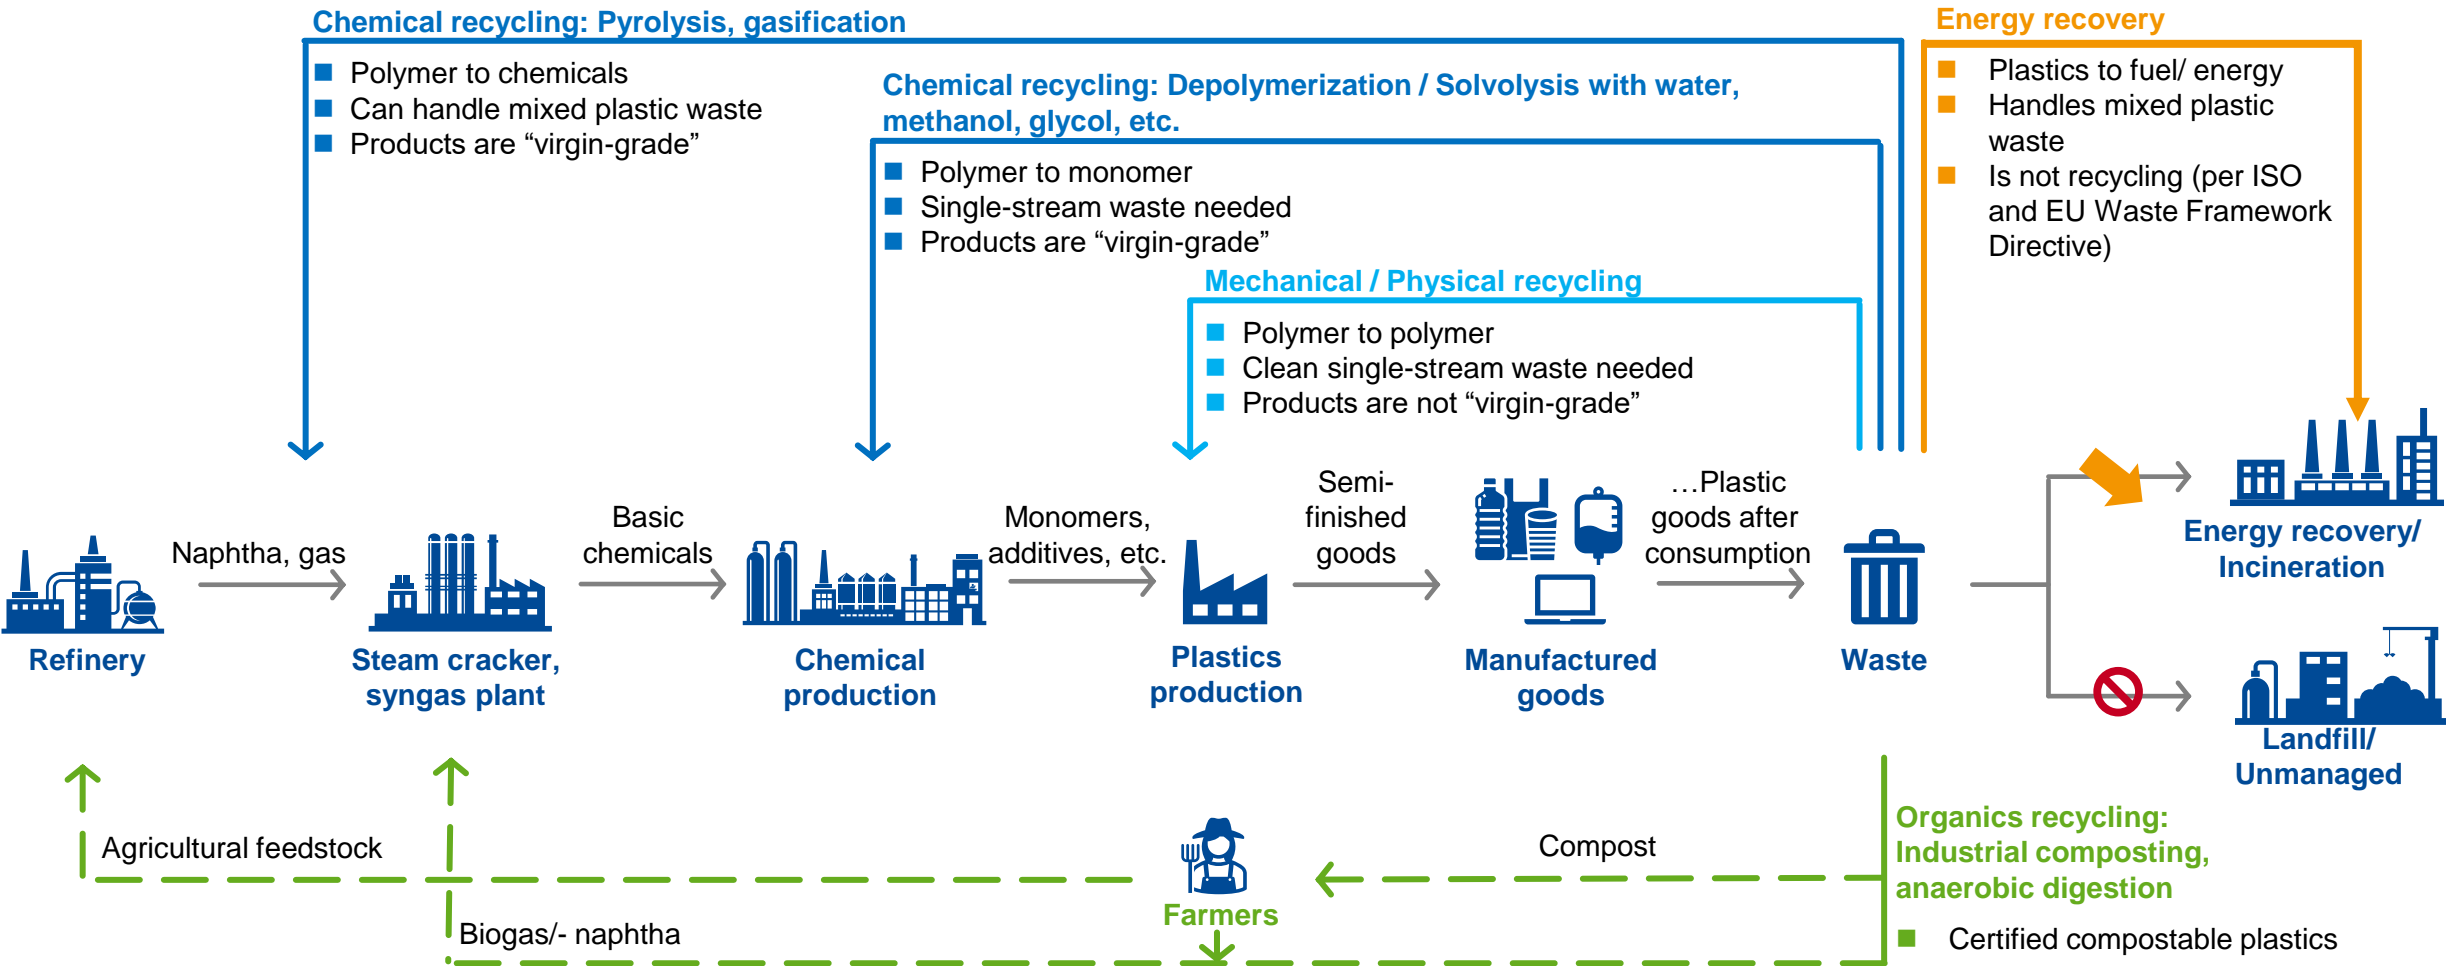 Chemical recycling: Pyrolysis, gasification
Polymer to chemicals
Can handle mixed plastic waste
Products are “virgin-grade”
Chemical recycling: Depolymerization / Solvolysis with water,
methanol, glycol, etc.
Polymer to monomer
Single-stream waste needed
Products are “virgin-grade”
Mechanical / Physical recycling
Polymer to polymer
Clean single-stream waste needed
Products are not “virgin-grade”
Energy recovery
Plastics to fuel/ energy
Handles mixed plastic
waste
Is not recycling (per ISO
and EU Waste Framework
Directive)
Refinery
Naphtha, gas
Steam cracker,
syngas plant
Basic
chemicals
Chemical
production
Monomers,
additives, etc.
Plastics
production
Semi-
finished
goods
Manufactured
goods
…Plastic
goods after
consumption
Waste
Energy recovery/
Incineration
Landfill/
Unmanaged
Agricultural feedstock
Biogas/- naphtha
Farmers
Compost
Organics recycling:
Industrial composting,
anaerobic digestion
Certified compostable plastics